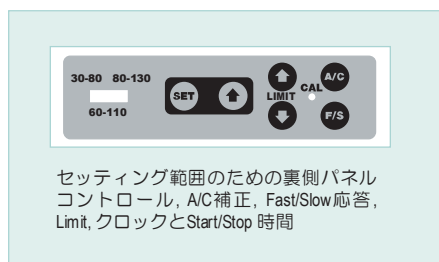 30-80 80-130
60-110
SET
LIMIT
CAL
A/C
F/S
セッティング範囲のための裏側パネル
コントロール, A/C補正, Fast/Slow応答,
Limit, クロックとStart/Stop 時間